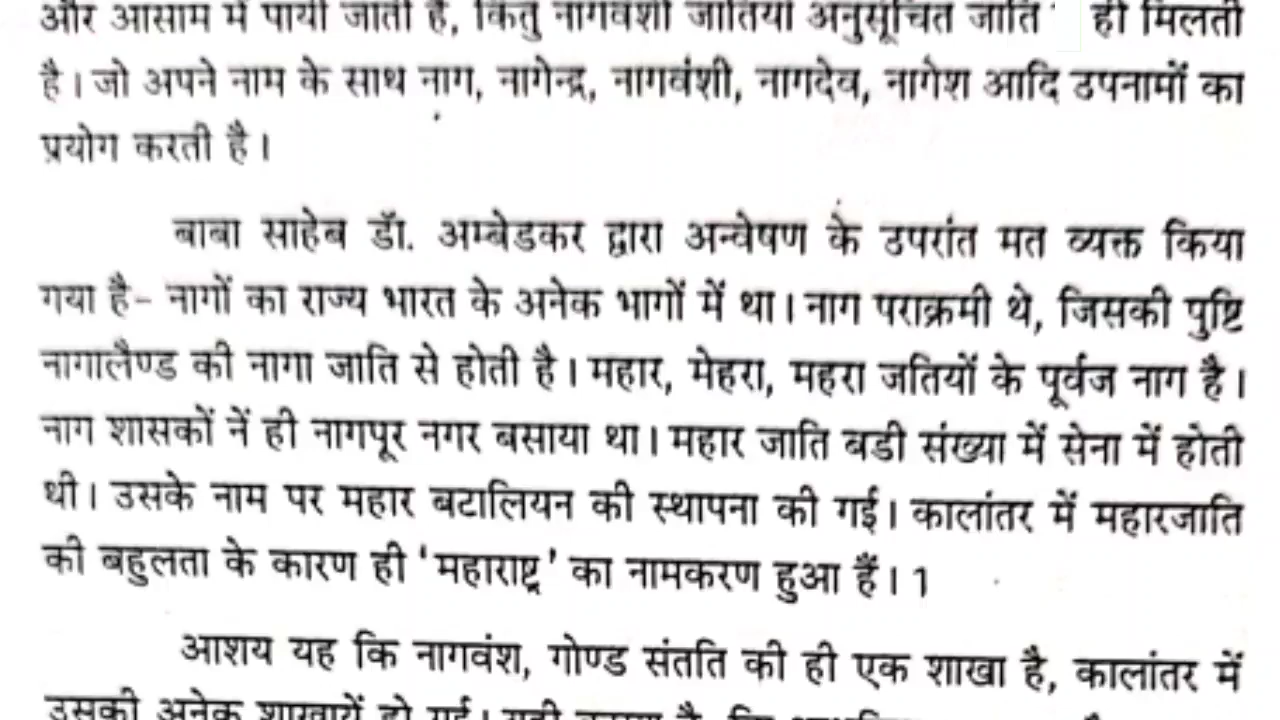 और आसाम में पायी जाती है, किंतु नागवंशी जातियां अनुसूचित जाति ही मिलती
है। जो अपने नाम के साथ नाग, नागेन्द्र, नागवंशी, नागदेव, नागेश आदि उपनामों का
प्रयोग करती है।
बाबा साहेब डॉ. अम्बेडकर द्वारा अन्वेषण के उपरांत मत व्यक्त किया
गया है- नागों का राज्य भारत के अनेक भागों में था। नाग पराक्रमी थे, जिसकी पुष्टि
नागालैण्ड की नागा जाति से होती है। महार, मेहरा, महरा जतियों के पूर्वज नाग है।
नाग शासकों नें ही नागपूर नगर बसाया था। महार जाति बडी संख्या में सेना में होती
थी। उसके नाम पर महार बटालियन की स्थापना की गई। कालांतर में महारजाति
की बहुलता के कारण ही 'महाराष्ट्र' का नामकरण हुआ हैं। 1
आशय यह कि नागवंश, गोण्ड संतति की ही एक शाखा है, कालांतर में
उसकी अनेक शाखायें हो गई।